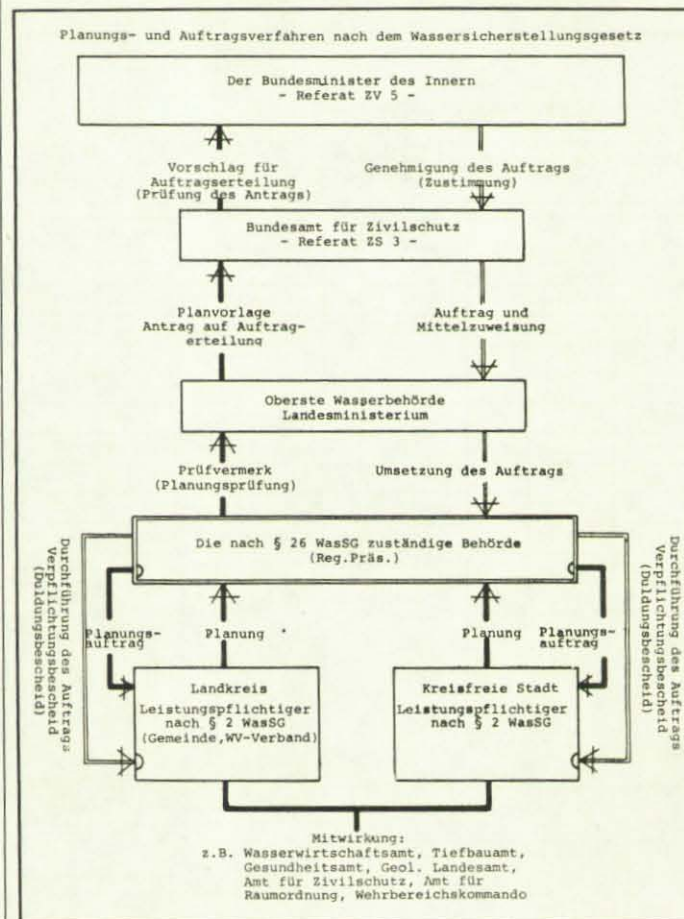 Planungs- und Auftragsverfahren nach dem Wassersicherstellungsgesetz
Der Bundesminister des Innern
- Referat ZV 5 -
Vorschlag für
Auftragserteilung
(Prüfung des Antrags)
Genehmigung des Auftrags
(Zustimmung)
Bundesamt für Zivilschutz
- Referat ZS 3 -
Planvorlage
Antrag auf Auftrag-
erteilung
Auftrag und
Mittelzuweisung
Oberste Wasserbehörde
Landesministerium
Prüfvermerk
(Planungsprüfung)
Umsetzung des Auftrags
Die nach § 26 WasSG zuständige Behörde
(Reg.Präs.)
Durchführung des Auftrags
Verpflichtungsbescheid
(Duldungsbescheid)
Planungs-
auftrag
Planung
Planung
Planungs-
auftrag
Durchführung des Auftrags
Verpflichtungsbescheid
(Duldungsbescheid)
Landkreis
Leistungspflichtiger
nach § 2 WasSG
(Gemeinde,WV-Verband)
Kreisfreie Stadt
Leistungspflichtiger
nach § 2 WasSG
Mitwirkung:
z.B. Wasserwirtschaftsamt, Tiefbauamt,
Gesundheitsamt, Geol. Landesamt,
Amt für Zivilschutz, Amt für
Raumordnung, Wehrbereichskommando